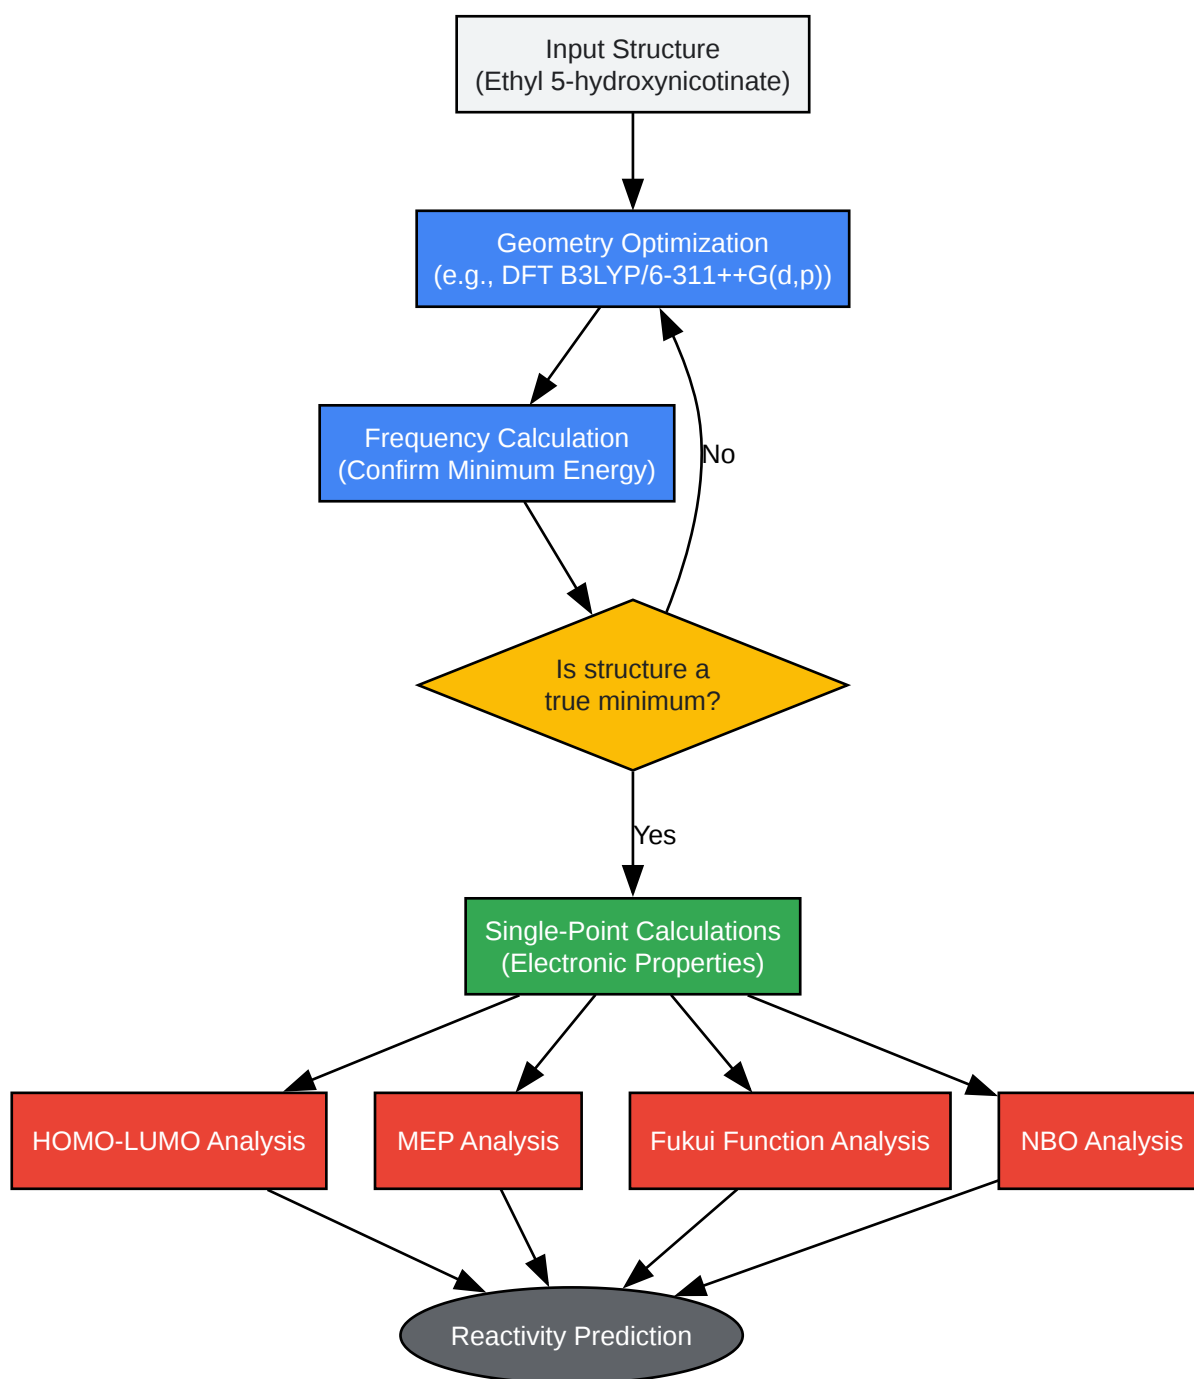 Input Structure
(Ethyl 5-hydroxynicotinate)
Geometry Optimization
(e.g., DFT B3LYP/6-311++G(d,p))
Frequency Calculation
(Confirm Minimum Energy)
No
Is structure a
true minimum?
Yes
Single-Point Calculations
(Electronic Properties)
HOMO-LUMO Analysis
MEP Analysis
Fukui Function Analysis
NBO Analysis
Reactivity Prediction